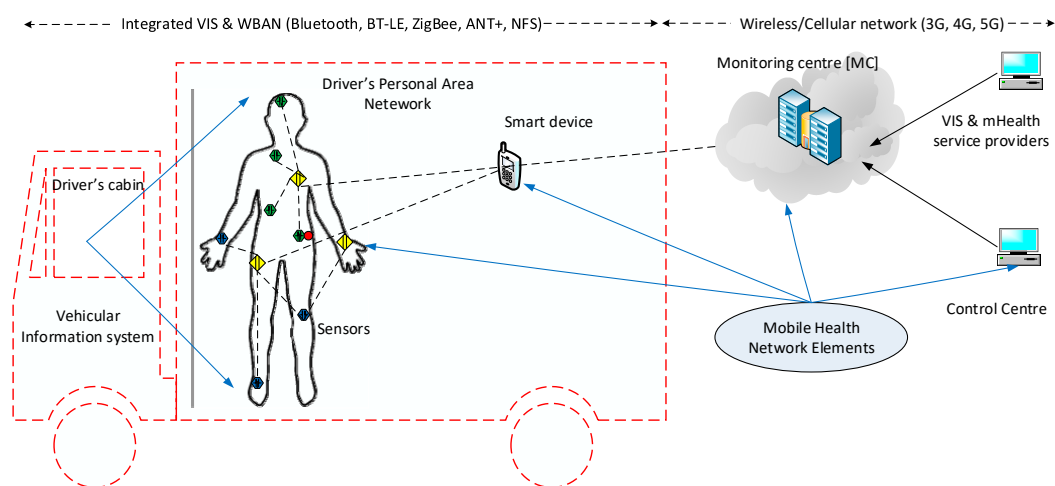 Integrated VIS & WBAN (Bluetooth, BT-LE, ZigBee, ANT+, NFS)
Wireless/Cellular network (3G, 4G, 5G)
Driver's Personal Area
Netework
Monitoring centre [MC]
Smart device
VIS & mHealth
service providers
Driver's cabin
Vehicular
Information system
Sensors
Control Centre
Mobile Health
Network Elements